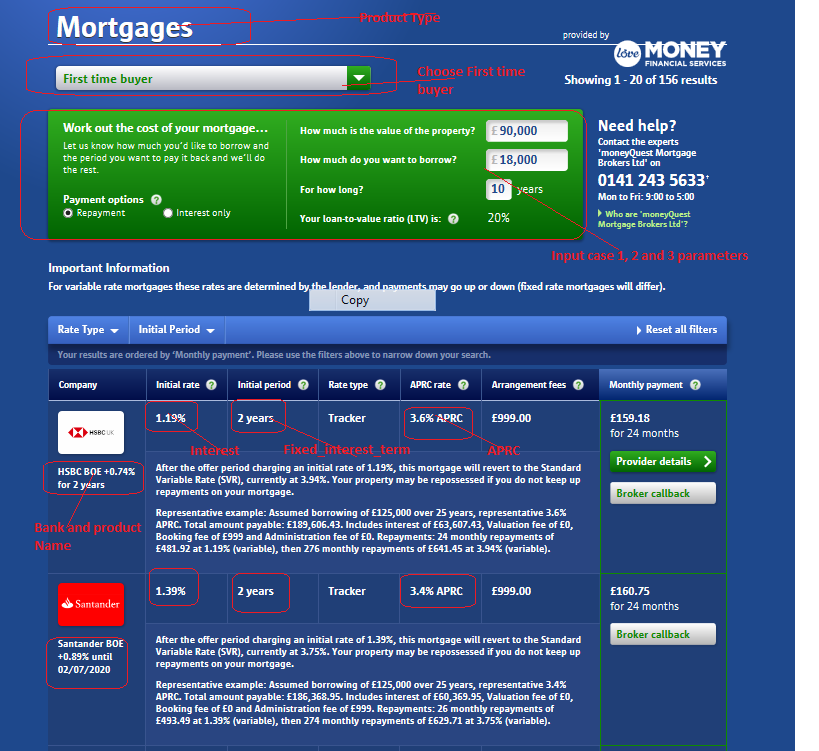 Mortgages
Product Type
provided by
love MONEY
FINANCIAL SERVICES
First time buyer
Choose First time
buyer
Showing 1 - 20 of 156 results
Work out the cost of your mortgage...
Let us know how much you'd like to borrow and
the period you want to pay it back and we'll do
the rest.
Payment options ?
Repayment
Interest only
How much is the value of the property?
£ 90,000
How much do you want to borrow?
£ 18,000
For how long?
10 years
Your loan-to-value ratio (LTV) is: ?
20%
Need help?
Contact the experts
'moneyQuest Mortgage
Brokers Ltd' on
0141 243 5633+
Mon to Fri: 9:00 to 5:00
Who are 'moneyQuest
Mortgage Brokers Ltd'?
Input case 1, 2 and 3 parameters
Important Information
For variable rate mortgages these rates are determined by the lender, and payments may go up or down (fixed rate mortgages will differ).
Copy
Rate Type
Initial Period
Reset all filters
Your results are ordered by 'Monthly payment'. Please use the filters above to narrow down your search.
Company
Initial rate ?
Initial period ?
Rate type ?
APRC rate ?
Arrangement fees ?
Monthly payment ?
HSBC UK
1.19%
2 years
Tracker
3.6% APRC
£999.00
£159.18
for 24 months
Interest
Fixed_interest_term
APRC
Provider details
Broker callback
HSBC BOE +0.74%
for 2 years
Bank and product
Name
After the offer period charging an initial rate of 1.19%, this mortgage will revert to the Standard
Variable Rate (SVR), currently at 3.94%. Your property may be repossessed if you do not keep up
repayments on your mortgage.
Representative example: Assumed borrowing of £125,000 over 25 years, representative 3.6%
APRC. Total amount payable: £189,606.43. Includes interest of £63,607.43, Valuation fee of £0,
Booking fee of £999 and Administration fee of £0. Repayments: 24 monthly repayments of
£481.92 at 1.19% (variable), then 276 monthly repayments of £641.45 at 3.94% (variable).
Santander
1.39%
2 years
Tracker
3.4% APRC
£999.00
£160.75
for 24 months
Broker callback
Santander BOE
+0.89% until
02/07/2020
After the offer period charging an initial rate of 1.39%, this mortgage will revert to the Standard
Variable Rate (SVR), currently at 3.75%. Your property may be repossessed if you do not keep up
repayments on your mortgage.
Representative example: Assumed borrowing of £125,000 over 25 years, representative 3.4%
APRC. Total amount payable: £186,368.95. Includes interest of £60,369.95, Valuation fee of £0,
Booking fee of £0 and Administration fee of £999. Repayments: 26 monthly repayments of
£493.49 at 1.39% (variable), then 274 monthly repayments of £629.71 at 3.75% (variable).